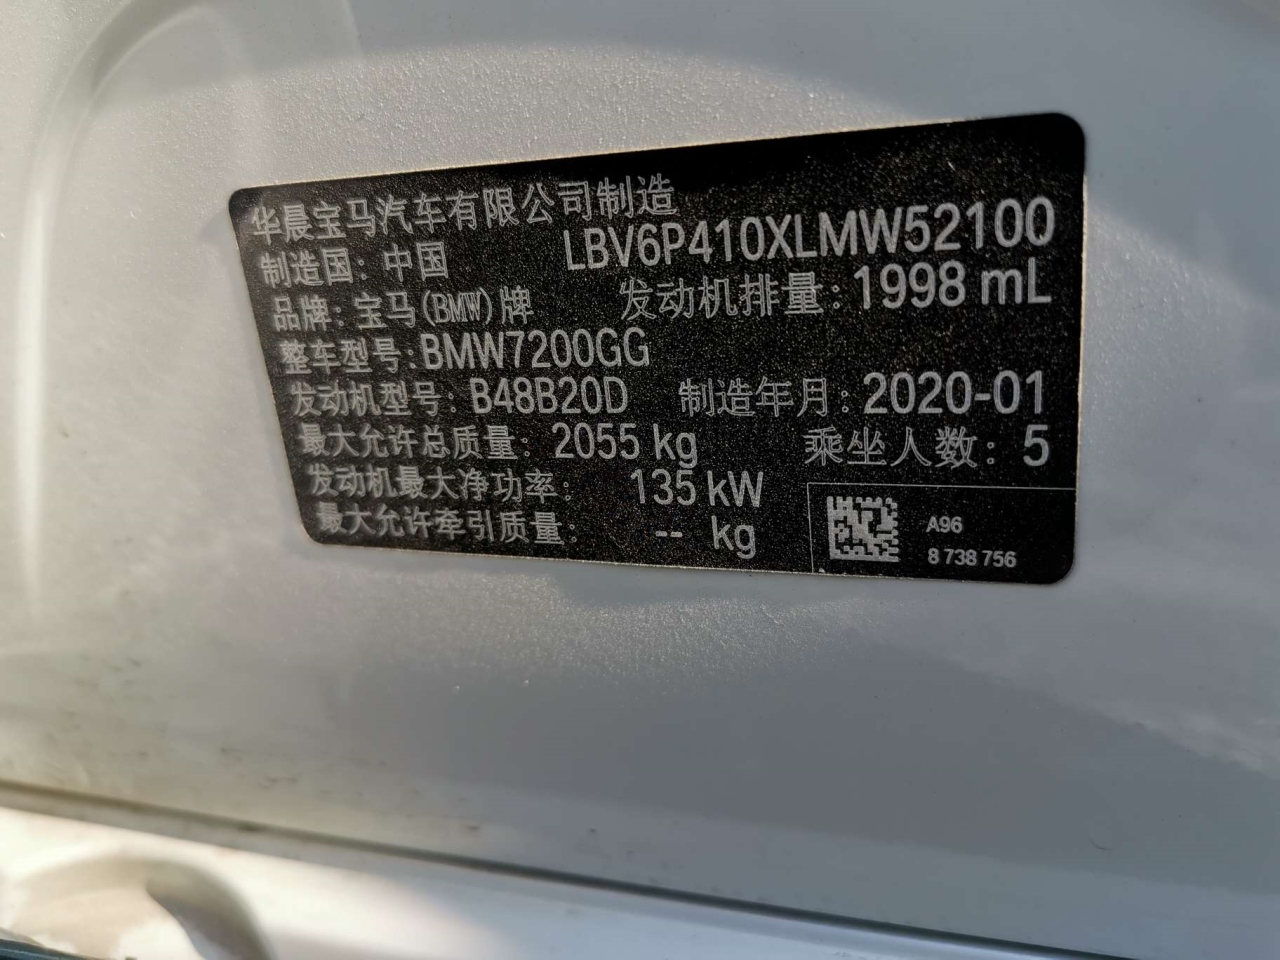 华晨宝马汽车有限公司制造
制造国：中国 LBV6P410XLMW52100
品牌：宝马(BMW)牌 发动机排量：1998 mL
整车型号：BMW7200GG
发动机型号：B48B20D 制造年月：2020-01
最大允许总质量：2055 kg 乘坐人数：5
发动机最大净功率： 135 kW
最大允许牵引质量： -- kg
A96
8 738 756